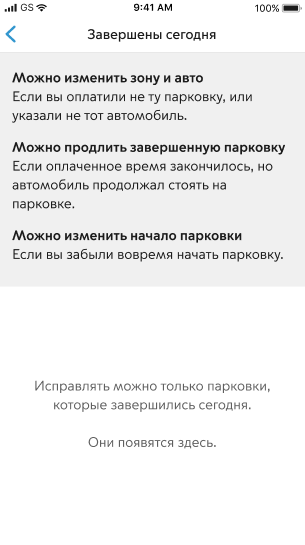 GS 9:41 AM 100%
Завершены сегодня
Можно изменить зону и авто
Если вы оплатили не ту парковку, или
указали не тот автомобиль.
Можно продлить завершенную парковку
Если оплаченное время закончилось, но
автомобиль продолжал стоять на
парковке.
Можно изменить начало парковки
Если вы забыли вовремя начать парковку.
Исправлять можно только парковки,
которые завершились сегодня.
Они появятся здесь.